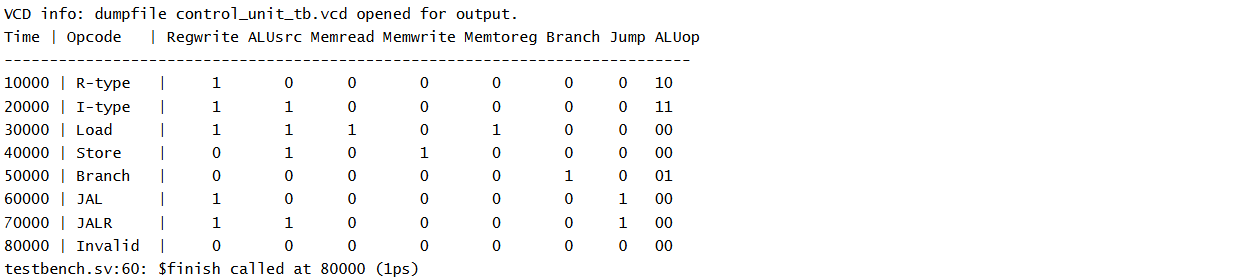 VCD info: dumpfile control_unit_tb.vcd opened for output.
Time | Opcode   | Regwrite ALUsrc Memread Memwrite Memtoreg Branch Jump ALUop
---------------------------------------------------------------------------
10000 | R-type   |     1       0      0       0       0       0     0   10
20000 | I-type   |     1       1      0       0       0       0     0   11
30000 | Load     |     1       1      1       0       1       0     0   00
40000 | Store    |     0       1      0       1       0       0     0   00
50000 | Branch   |     0       0      0       0       0       1     0   01
60000 | JAL      |     1       0      0       0       0       0     1   00
70000 | JALR     |     1       1      0       0       0       0     1   00
80000 | Invalid  |     0       0      0       0       0       0     0   00
testbench.sv:60: $finish called at 80000 (1ps)